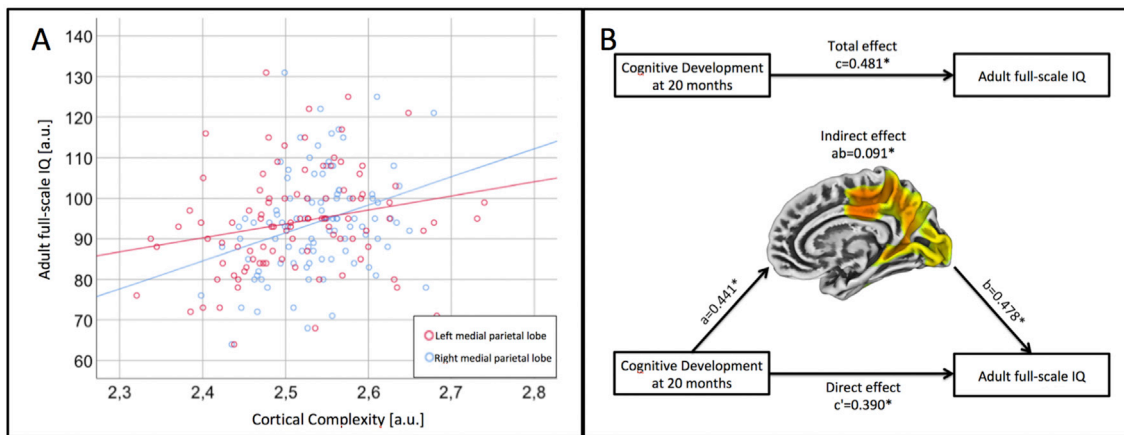 A
Adult full-scale IQ [a.u.]
140
130
120
110
100
90
80
70
60
2,3
2,4
2,5
2,6
2,7
2,8
Cortical Complexity [a.u.]
Left medial parietal lobe
Right medial parietal lobe
B
Cognitive Development
at 20 months
Total effect
c=0.481*
Adult full-scale IQ
Indirect effect
ab=0.091*
a=0.441*
b=0.478*
Cognitive Development
at 20 months
Direct effect
c'=0.390*
Adult full-scale IQ